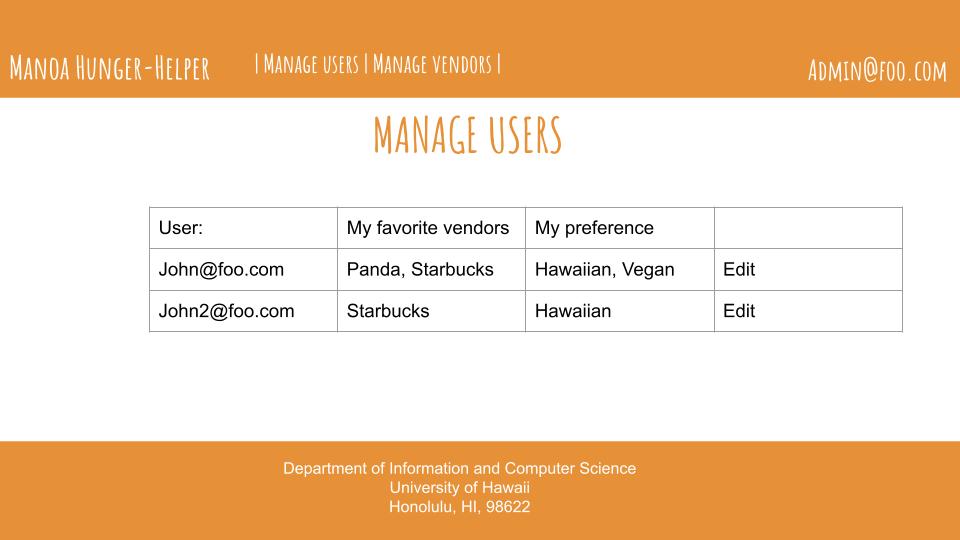 Manoa Hunger-Helper | Manage users | Manage vendors | Admin@foo.com
MANAGE USERS
User: My favorite vendors My preference
John@foo.com Panda, Starbucks Hawaiian, Vegan Edit
John2@foo.com Starbucks Hawaiian Edit
Department of Information and Computer Science
University of Hawaii
Honolulu, HI, 98622